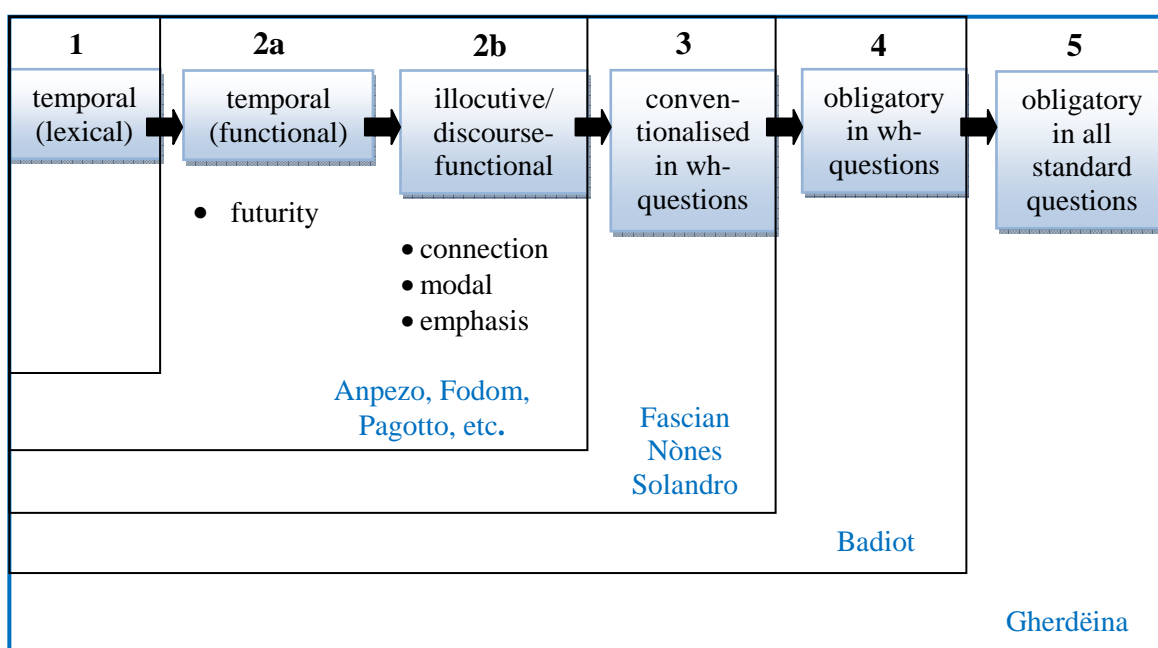 1
temporal
(lexical)
2a
temporal
(functional)
• futurity
2b
illocutive/
discourse-
functional
• connection
• modal
• emphasis
Anpezo, Fodom,
Pagotto, etc.
3
conven-
tionalised
in wh-
questions
Fascian
Nònes
Solandro
4
obligatory
in wh-
questions
Badiot
5
obligatory
in all
standard
questions
Gherdëina